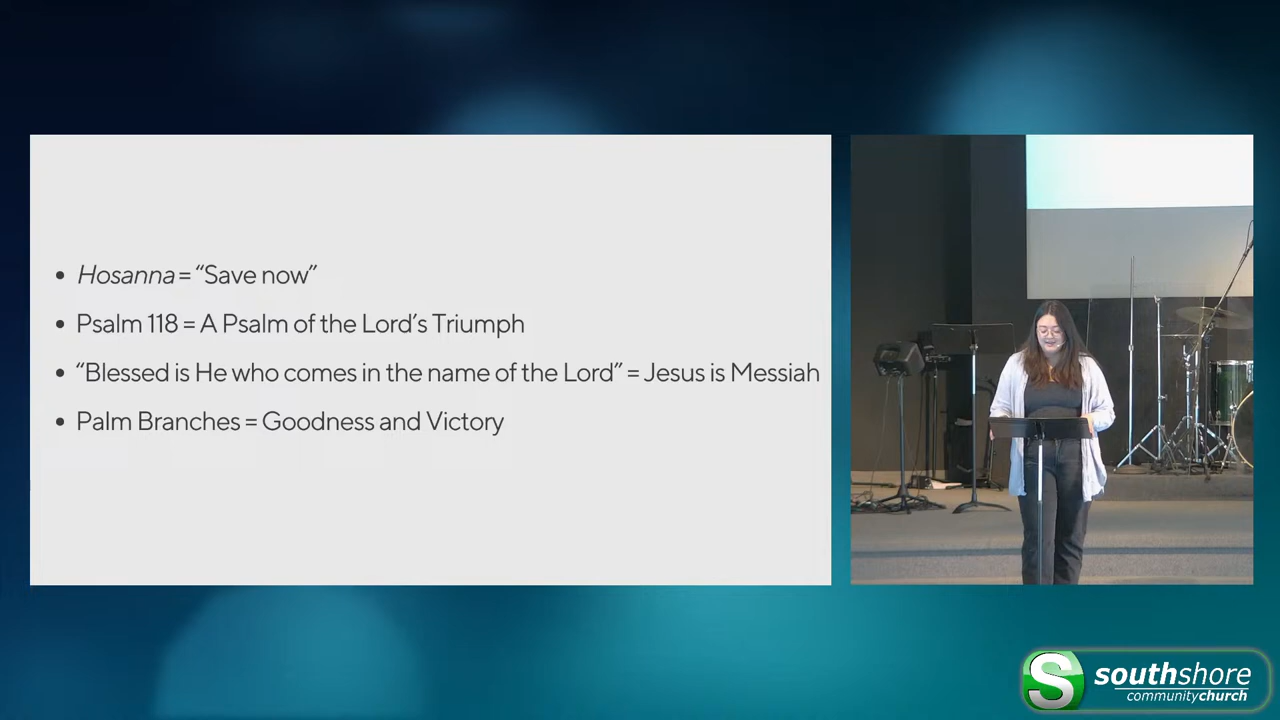 • Hosanna = “Save now”
• Psalm 118 = A Psalm of the Lord’s Triumph
• “Blessed is He who comes in the name of the Lord” = Jesus is Messiah
• Palm Branches = Goodness and Victory
S southshore
communitychurch